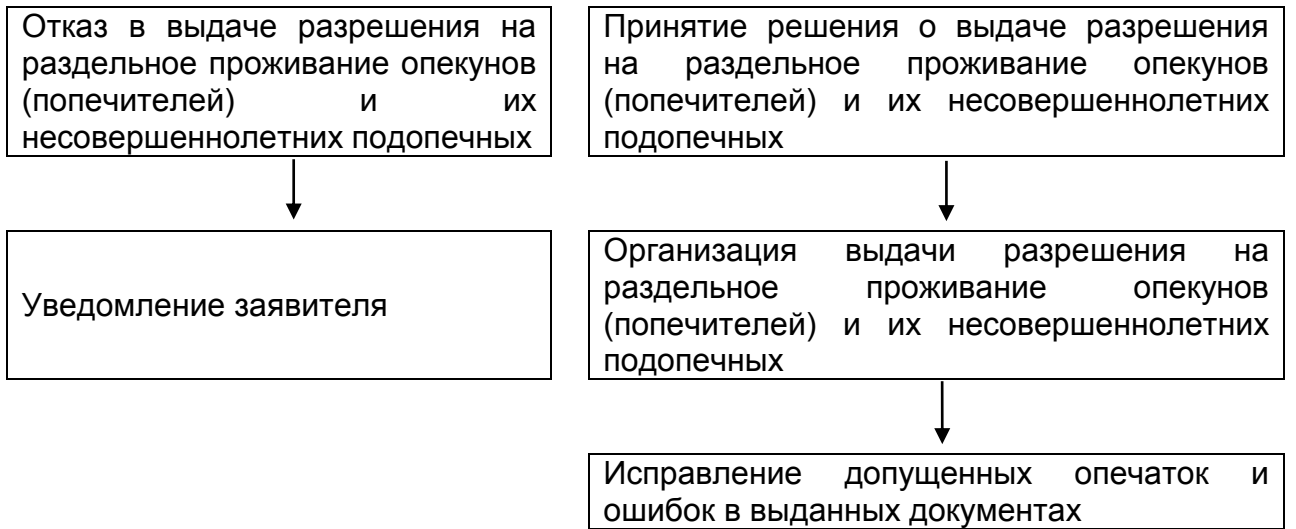 Отказ в выдаче разрешения на
раздельное проживание опекунов
(попечителей) и их
несовершеннолетних подопечных
Принятие решения о выдаче разрешения
на раздельное проживание опекунов
(попечителей) и их несовершеннолетних
подопечных
Уведомление заявителя
Организация выдачи разрешения на
раздельное проживание опекунов
(попечителей) и их несовершеннолетних
подопечных
Исправление допущенных опечаток и
ошибок в выданных документах